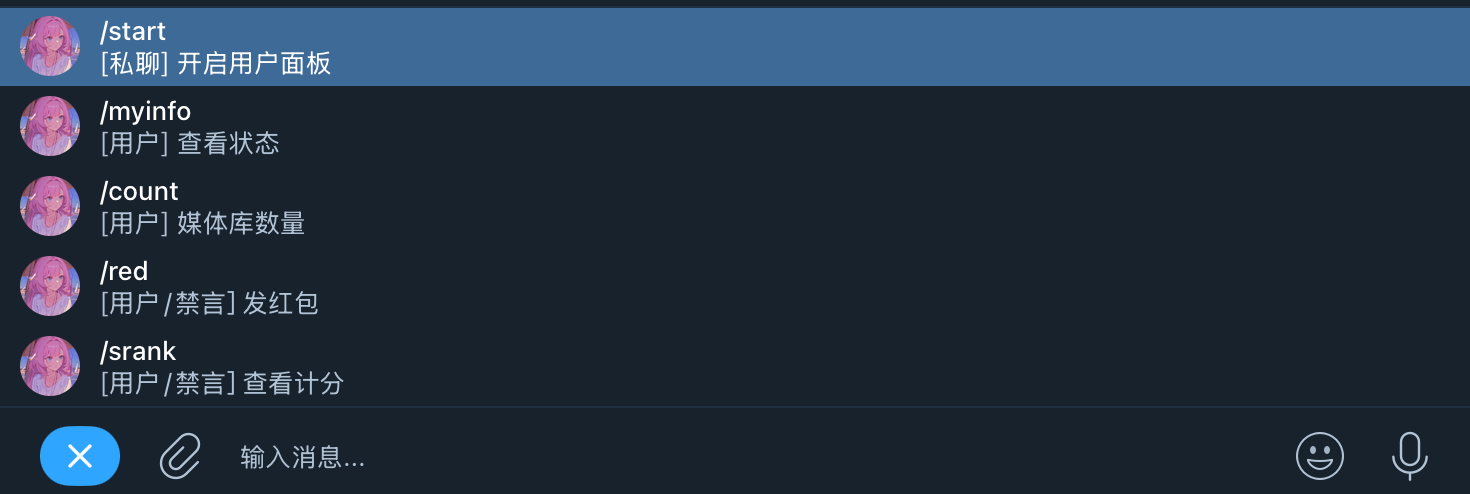 /start
[私聊] 开启用户面板
/myinfo
[用户] 查看状态
/count
[用户] 媒体库数量
/red
[用户/禁言] 发红包
/srank
[用户/禁言] 查看计分
输入消息...